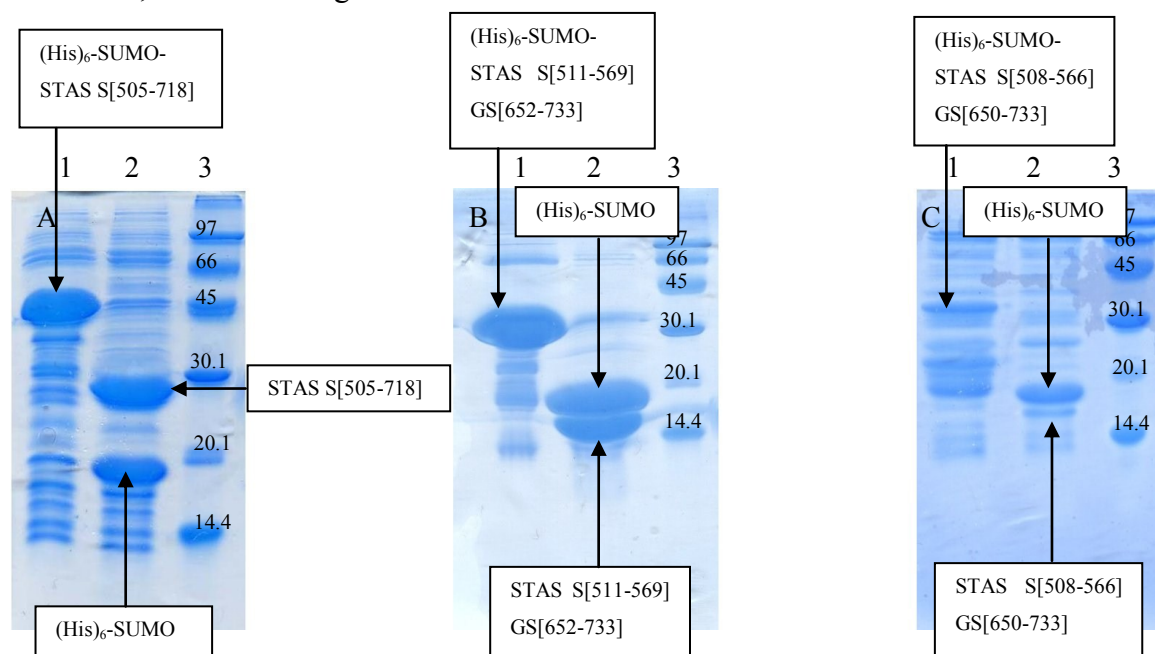 (His)₆-SUMO-
STAS S[505-718]
1 2 3
A
97
66
45
30.1
20.1
14.4
STAS S[505-718]
(His)₆-SUMO
(His)₆-SUMO-
STAS S[511-569]
GS[652-733]
1 2 3
B
(His)₆-SUMO
97
66
45
30.1
20.1
14.4
STAS S[511-569]
GS[652-733]
(His)₆-SUMO-
STAS S[508-566]
GS[650-733]
1 2 3
C
(His)₆-SUMO
7
66
45
30.1
20.1
14.4
STAS S[508-566]
GS[650-733]